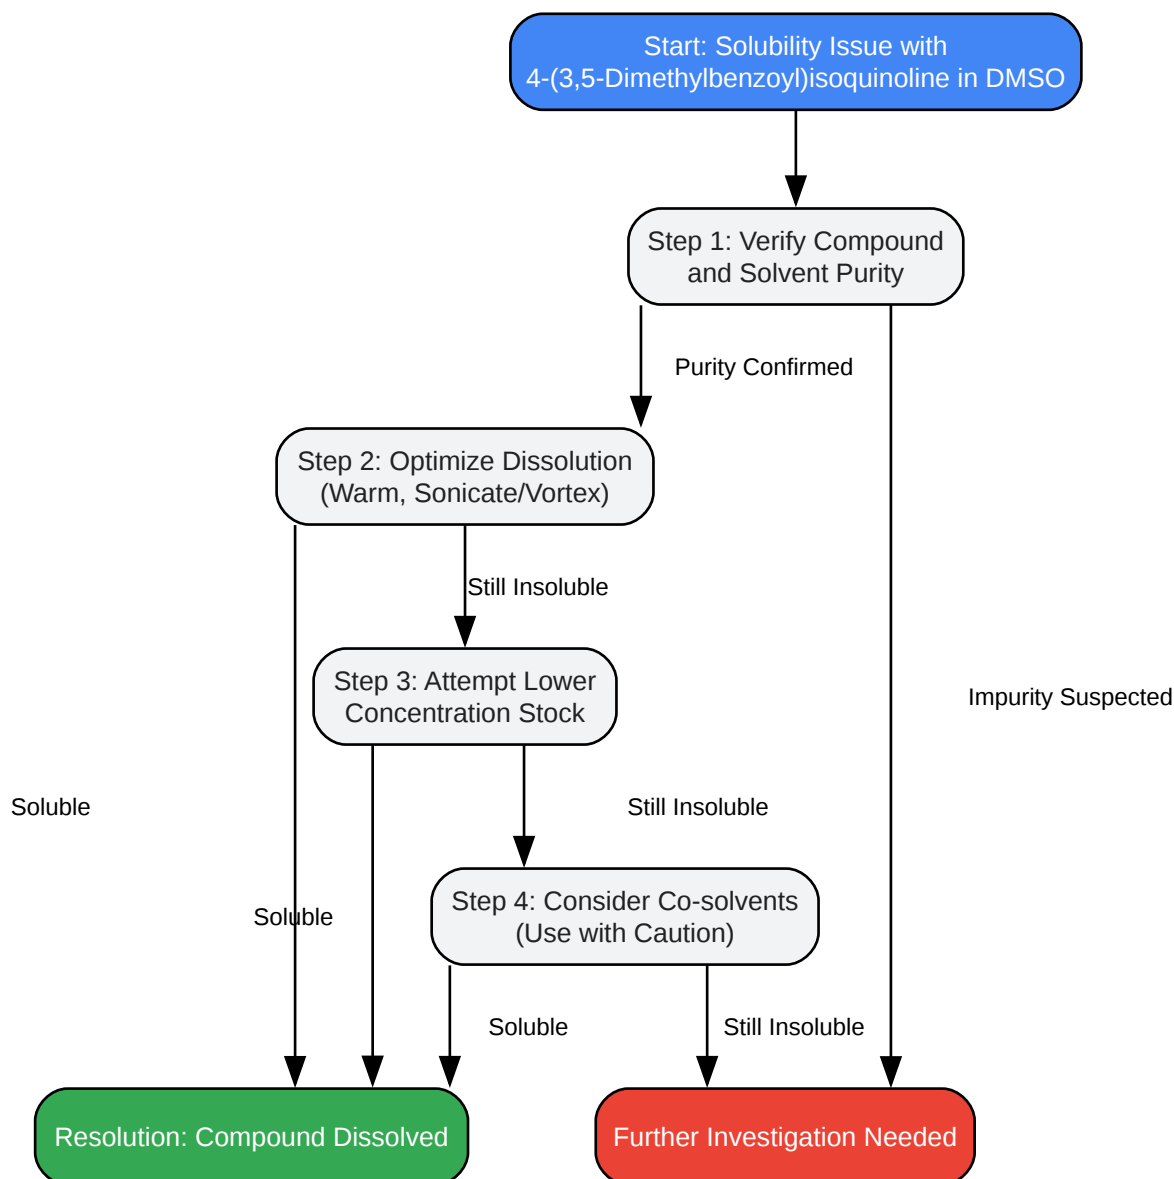 Start: Solubility Issue with
4-(3,5-Dimethylbenzoyl)isoquinoline in DMSO
Step 1: Verify Compound
and Solvent Purity
Purity Confirmed
Step 2: Optimize Dissolution
(Warm, Sonicate/Vortex)
Still Insoluble
Step 3: Attempt Lower
Concentration Stock
Impurity Suspected
Soluble
Still Insoluble
Step 4: Consider Co-solvents
(Use with Caution)
Soluble
Soluble
Still Insoluble
Resolution: Compound Dissolved
Further Investigation Needed